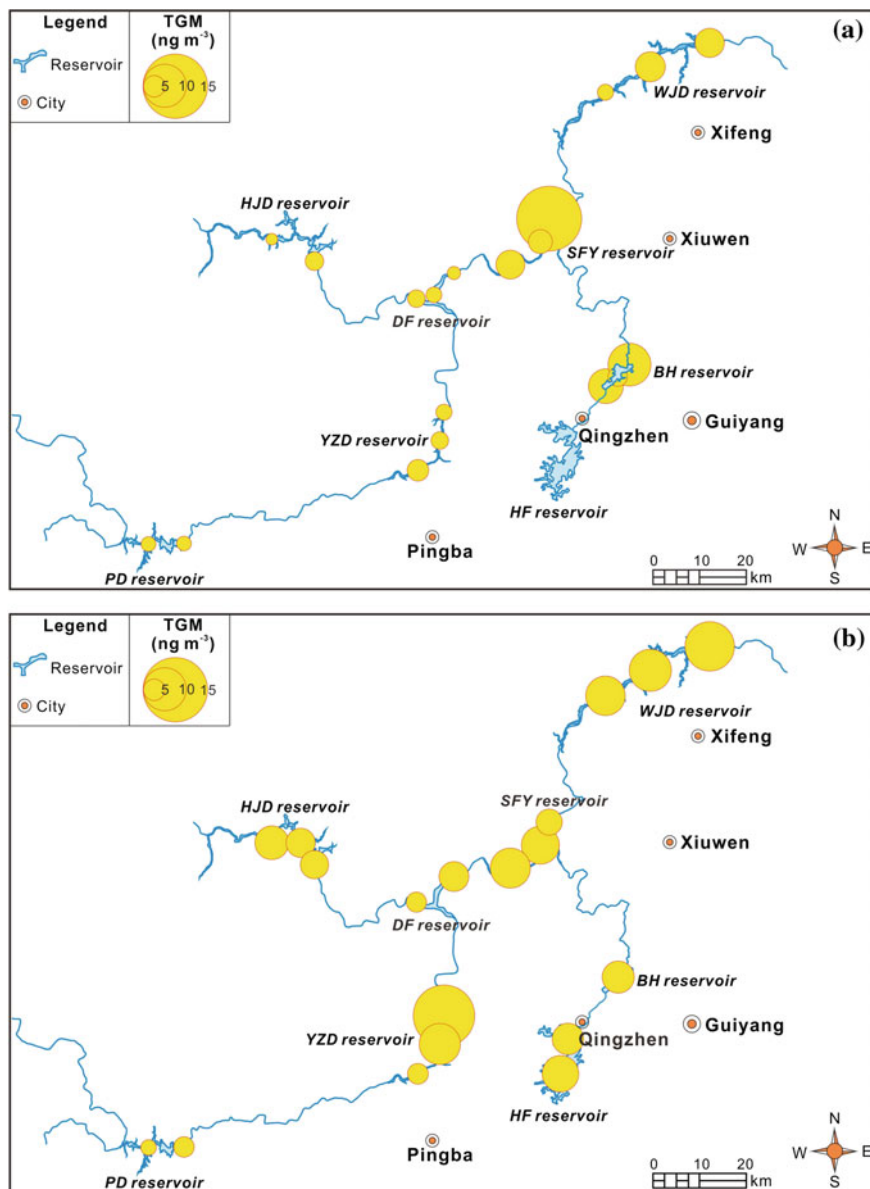 Legend
TGM
(ng m⁻³)
Reservoir
5 10 15
City
(a)
WJD reservoir
Xifeng
HJD reservoir
Xiuwen
SFY reservoir
DF reservoir
BH reservoir
YZD reservoir
Qingzhen
Guiyang
HF reservoir
Pingba
PD reservoir
N
W E
S
0 10 20
km
Legend
TGM
(ng m⁻³)
Reservoir
5 10 15
City
(b)
WJD reservoir
Xifeng
SFY reservoir
HJD reservoir
Xiuwen
DF reservoir
BH reservoir
YZD reservoir
Qingzhen
Guiyang
HF reservoir
Pingba
PD reservoir
N
W E
S
0 10 20
km